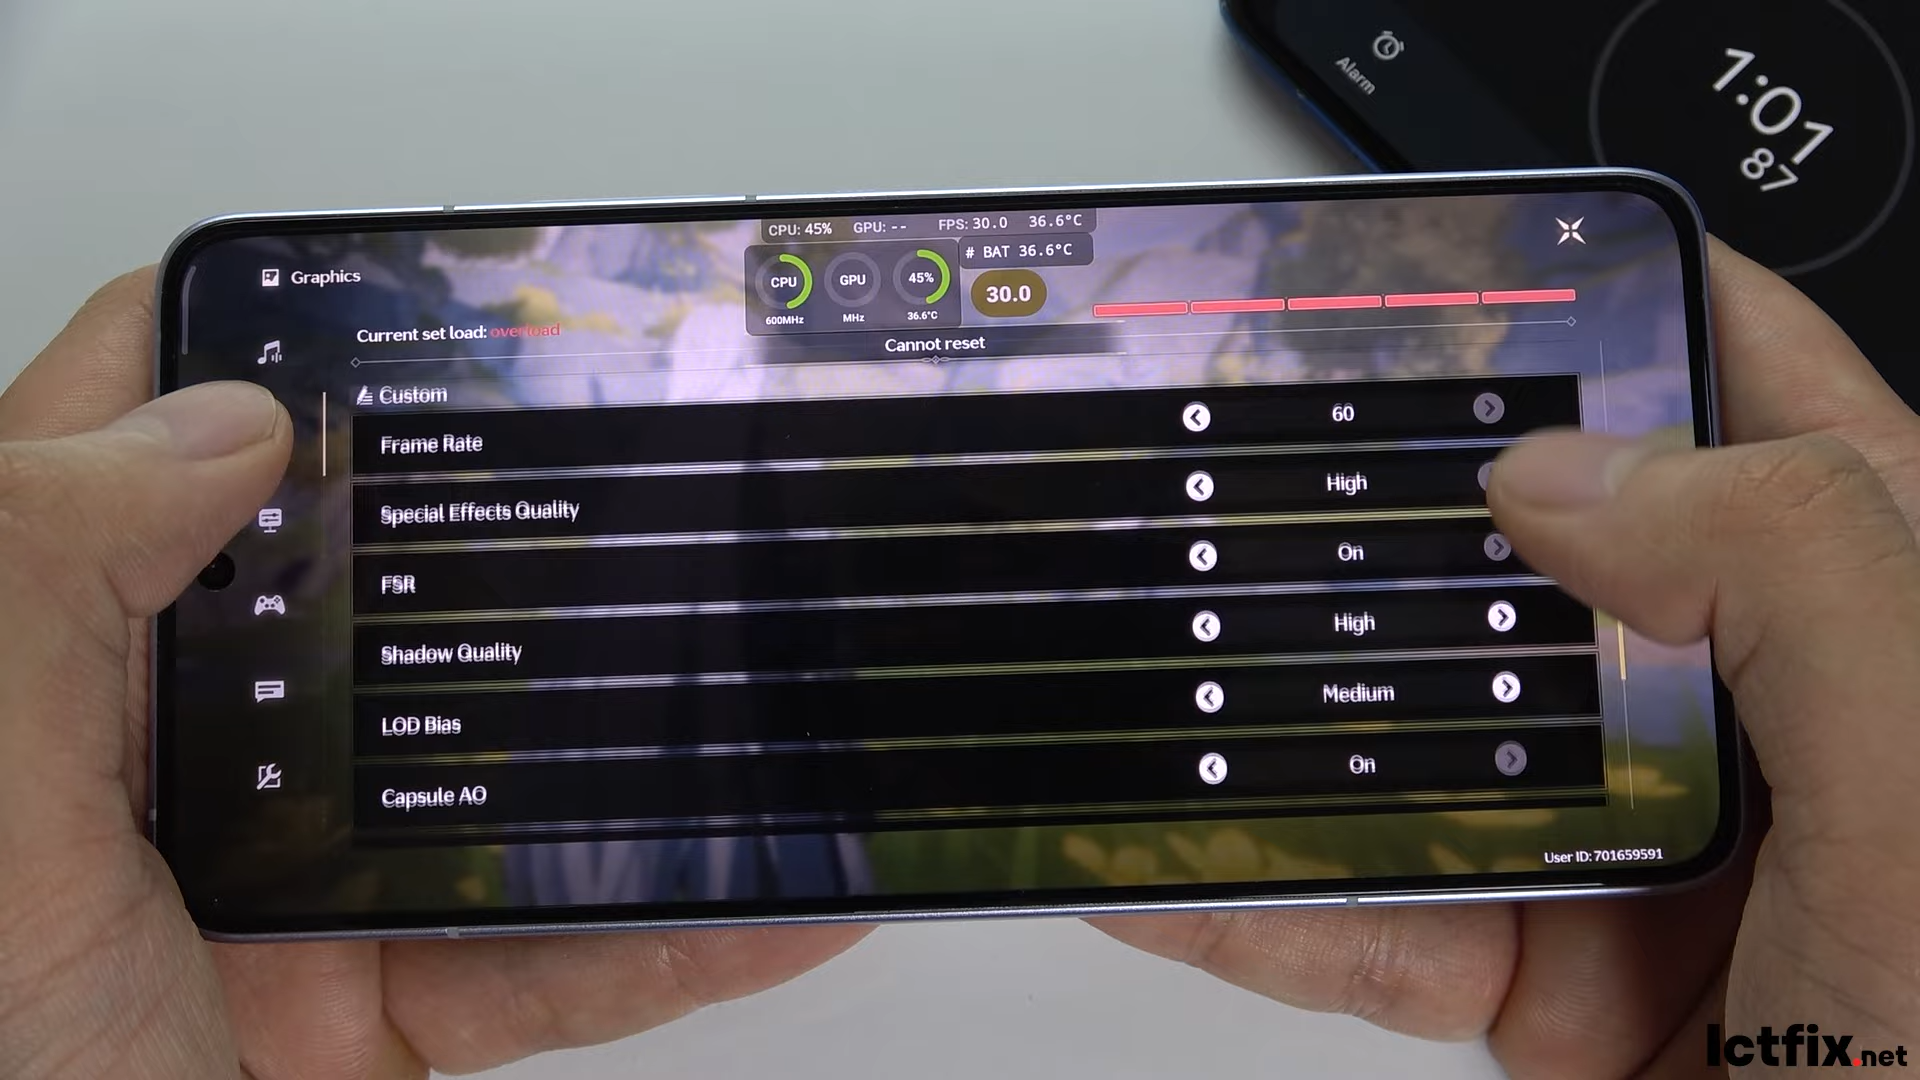 Alarm
1:01
87
CPU: 45% GPU: -- FPS: 30.0 36.6°C
# BAT 36.6°C
CPU GPU 45%
600MHz MHz 36.6°C
30.0
Graphics
Current set load: overload
Cannot reset
Custom
Frame Rate 60
Special Effects Quality High
FSR On
Shadow Quality High
LOD Bias Medium
Capsule AO On
User ID: 701659591
Ictfix.net